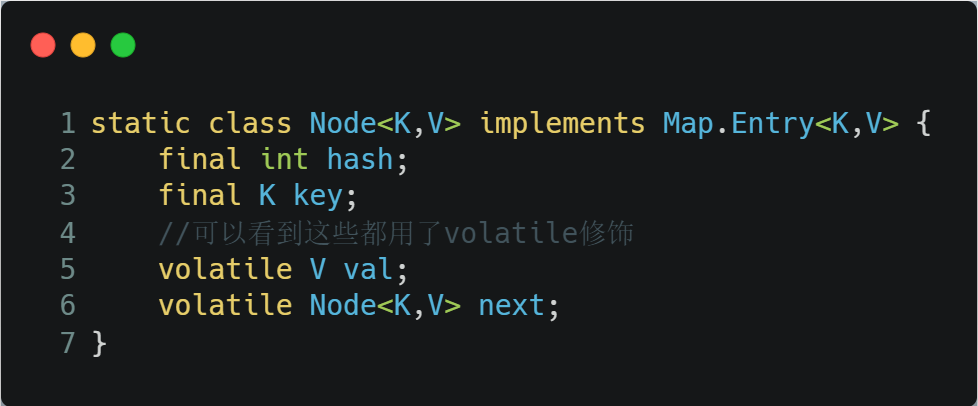 1 static class Node<K,V> implements Map.Entry<K,V> {
2     final int hash;
3     final K key;
4     //可以看到这些都用了volatile修饰
5     volatile V val;
6     volatile Node<K,V> next;
7 }